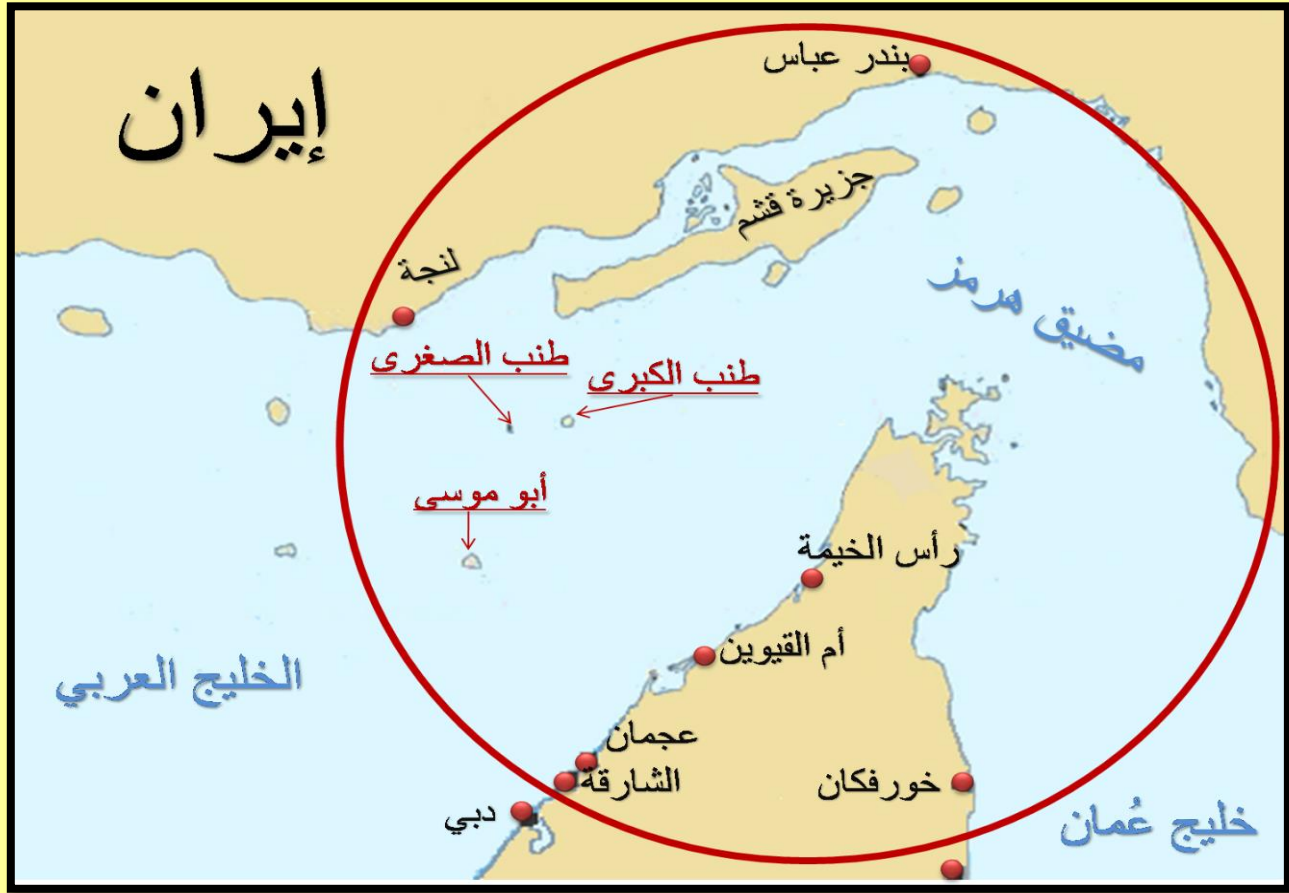 بندر عباس
إيران
جزيرة قشم
لنجة
مضيق هرمز
طنب الصغرى
طنب الكبرى
أبو موسى
رأس الخيمة
أم القيوين
الخليج العربي
عجمان
الشارقة
خورفكان
دبي
خليج عُمان